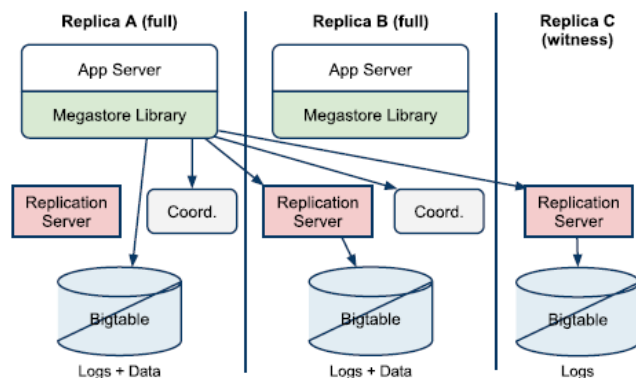 Replica A (full)
Replica B (full)
Replica C
(witness)
App Server
Megastore Library
App Server
Megastore Library
Replication
Server
Coord.
Replication
Server
Coord.
Replication
Server
Bigtable
Bigtable
Bigtable
Logs + Data
Logs + Data
Logs